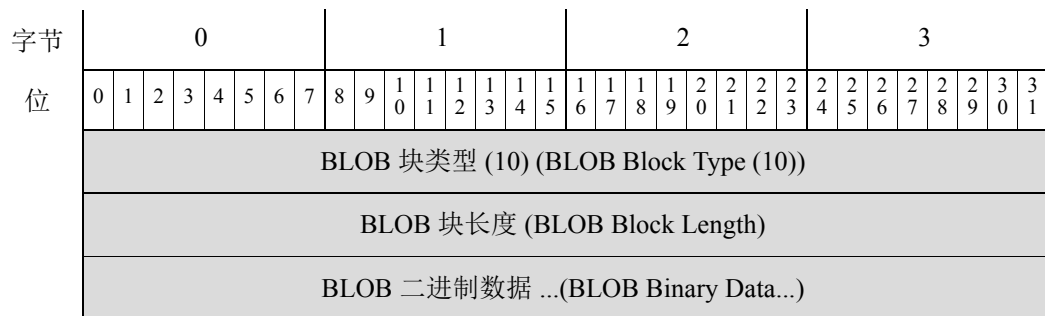 字节 0 1 2 3
位 0 1 2 3 4 5 6 7 8 9 10 11 12 13 14 15 16 17 18 19 20 21 22 23 24 25 26 27 28 29 30 31
BLOB 块类型 (10) (BLOB Block Type (10))
BLOB 块长度 (BLOB Block Length)
BLOB 二进制数据 ...(BLOB Binary Data...)